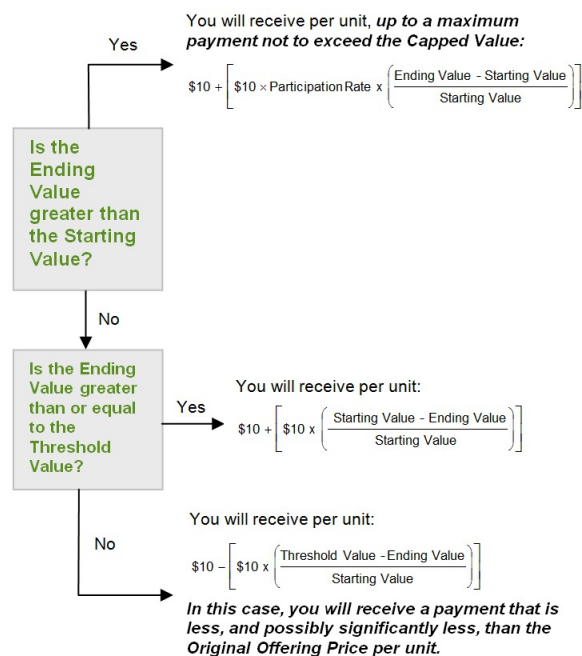 You will receive per unit, up to a maximum
payment not to exceed the Capped Value:
Yes
$10 + [ $10 × Participation Rate x ( Ending Value - Starting Value / Starting Value ) ]
Is the
Ending
Value
greater than
the Starting
Value?
No
Is the Ending
Value greater
than or equal
to the
Threshold
Value?
Yes
You will receive per unit:
$10 + [ $10 x ( Starting Value - Ending Value / Starting Value ) ]
No
You will receive per unit:
$10 – [ $10 x ( Threshold Value - Ending Value / Starting Value ) ]
In this case, you will receive a payment that is
less, and possibly significantly less, than the
Original Offering Price per unit.